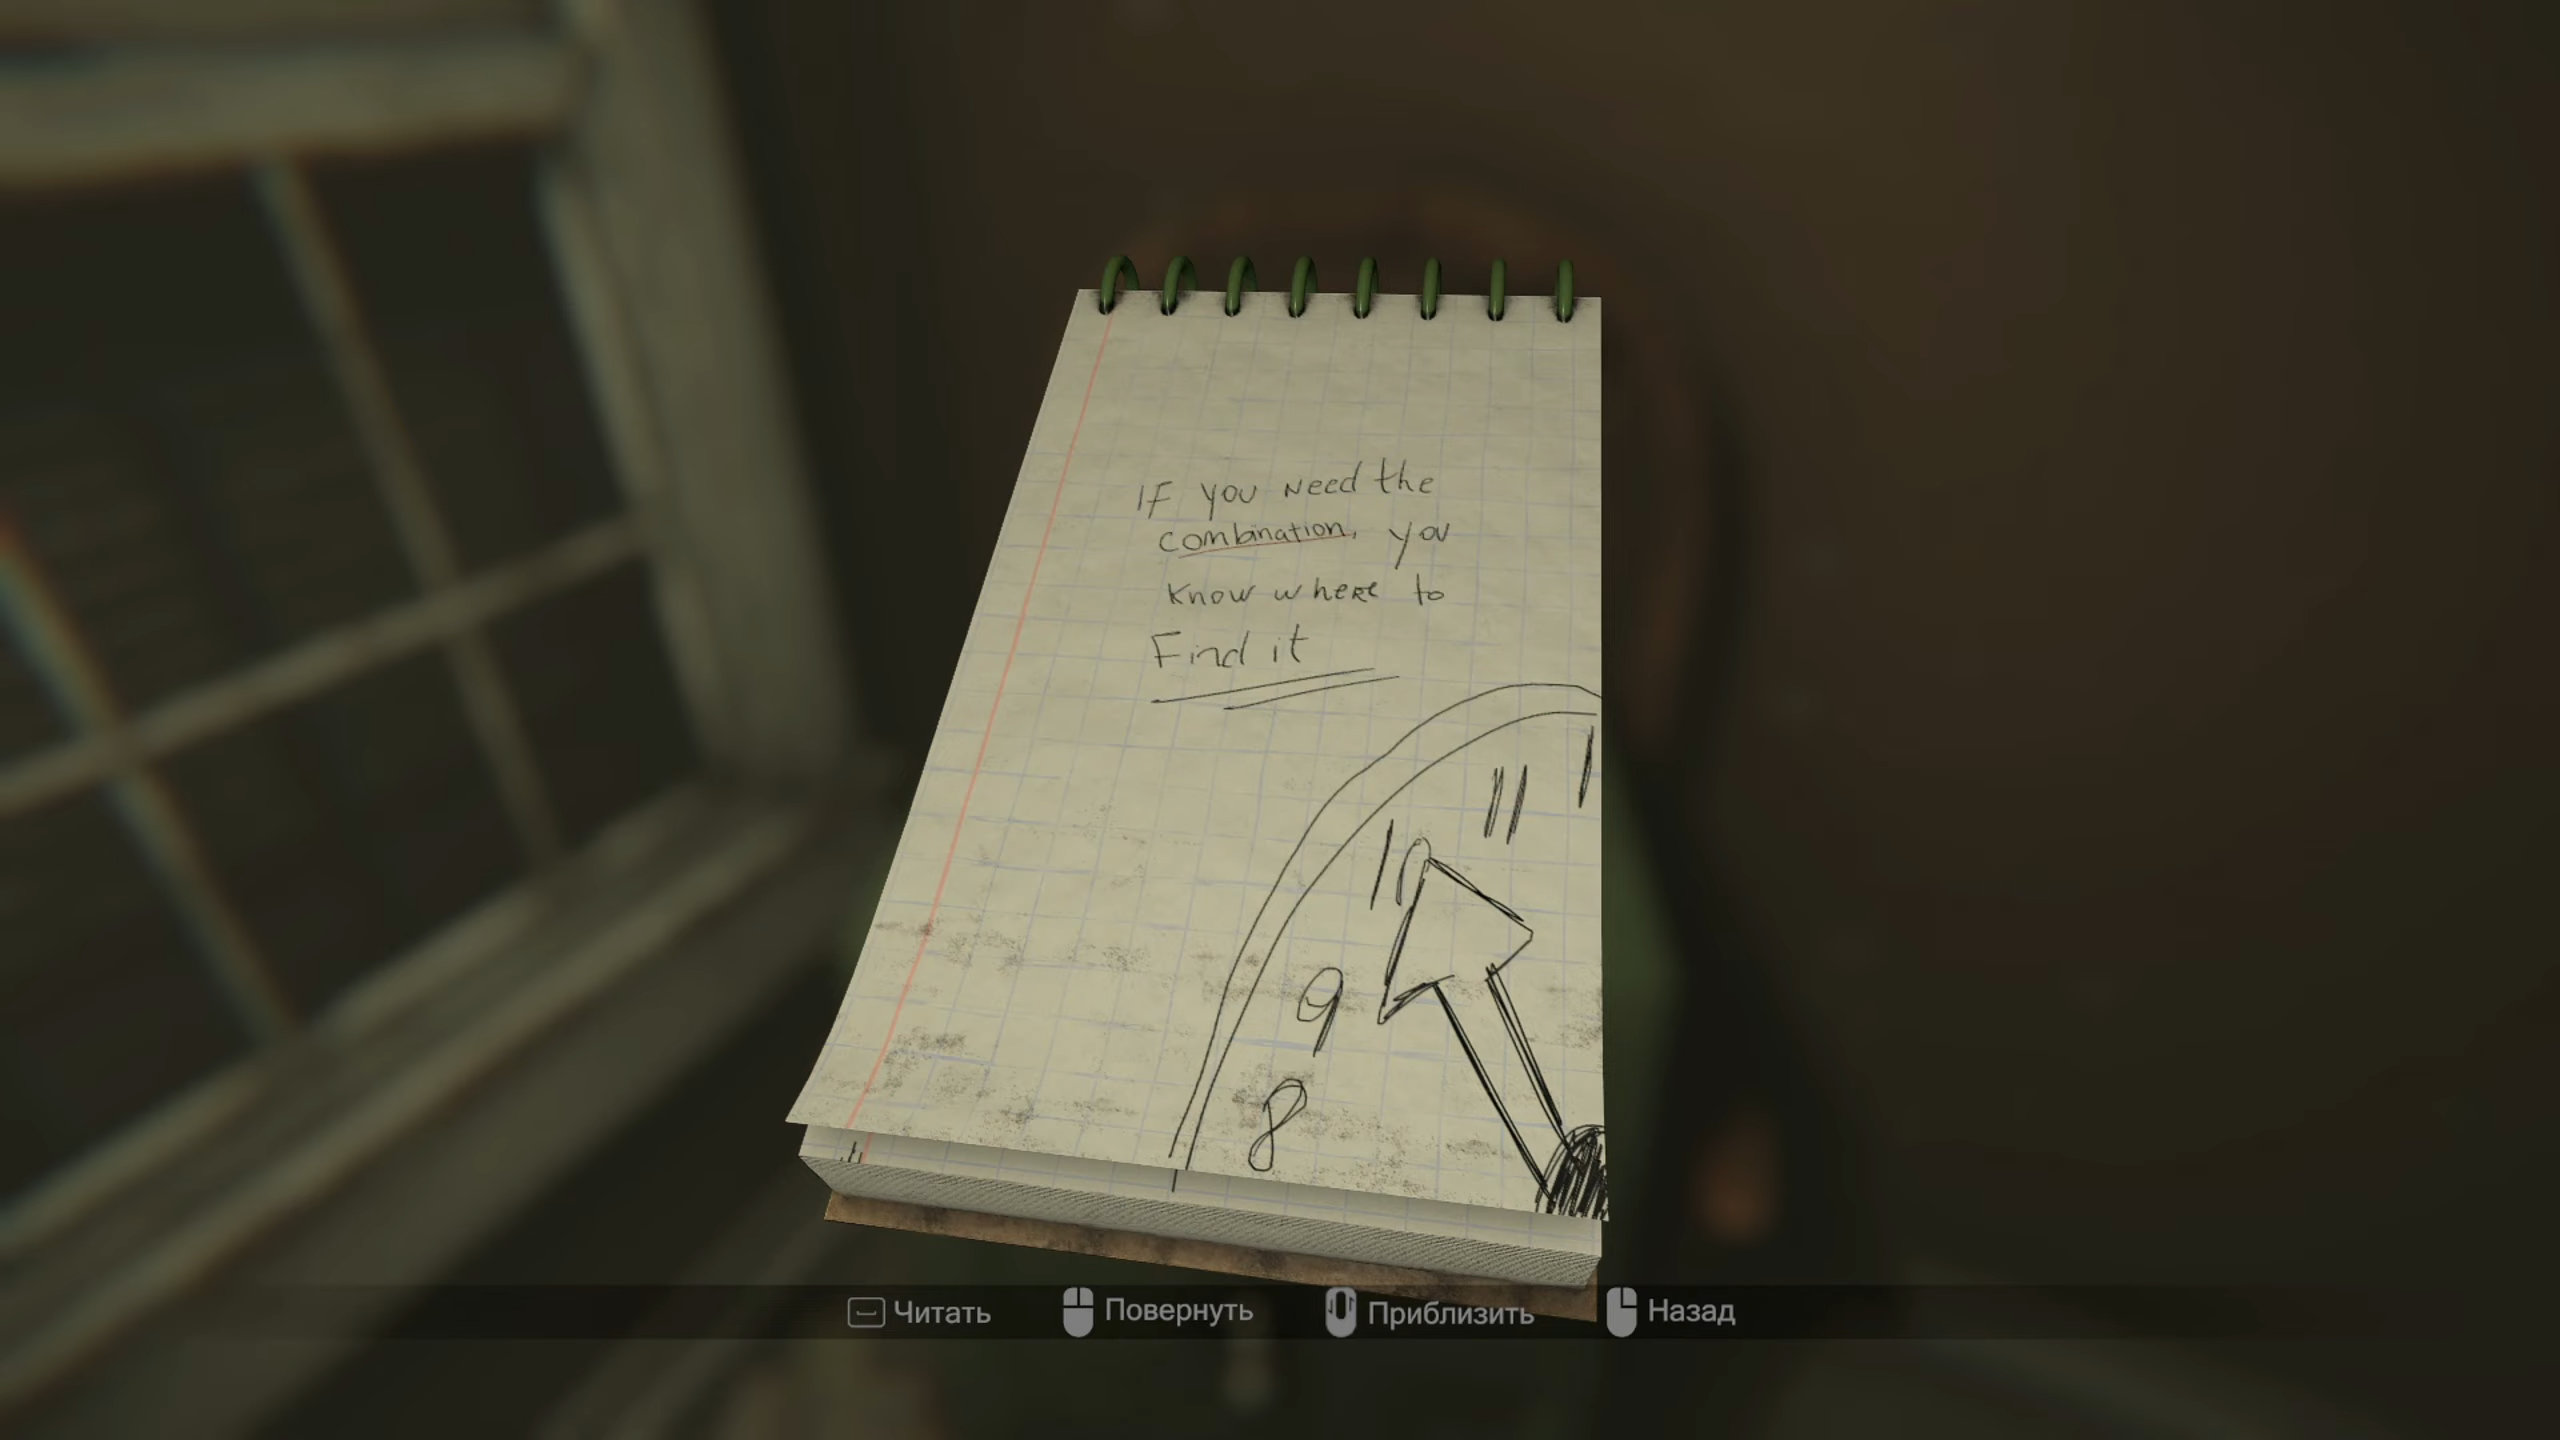 IF you need the
combination, you
know where to
Find it
1
11
10
9
8
Читать Повернуть Приблизить Назад